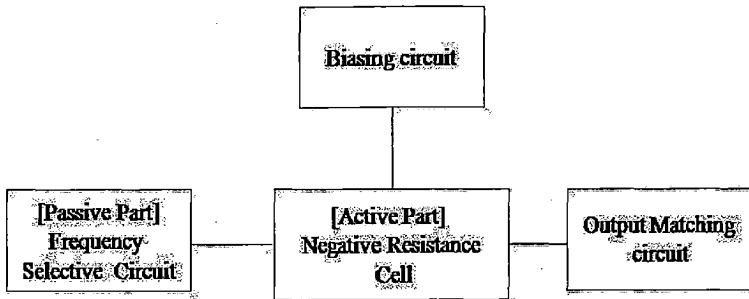 Biasing circuit
[Passive Part]
Frequency
Selective Circuit
[Active Part]
Negative Resistance
Cell
Output Matching
circuit